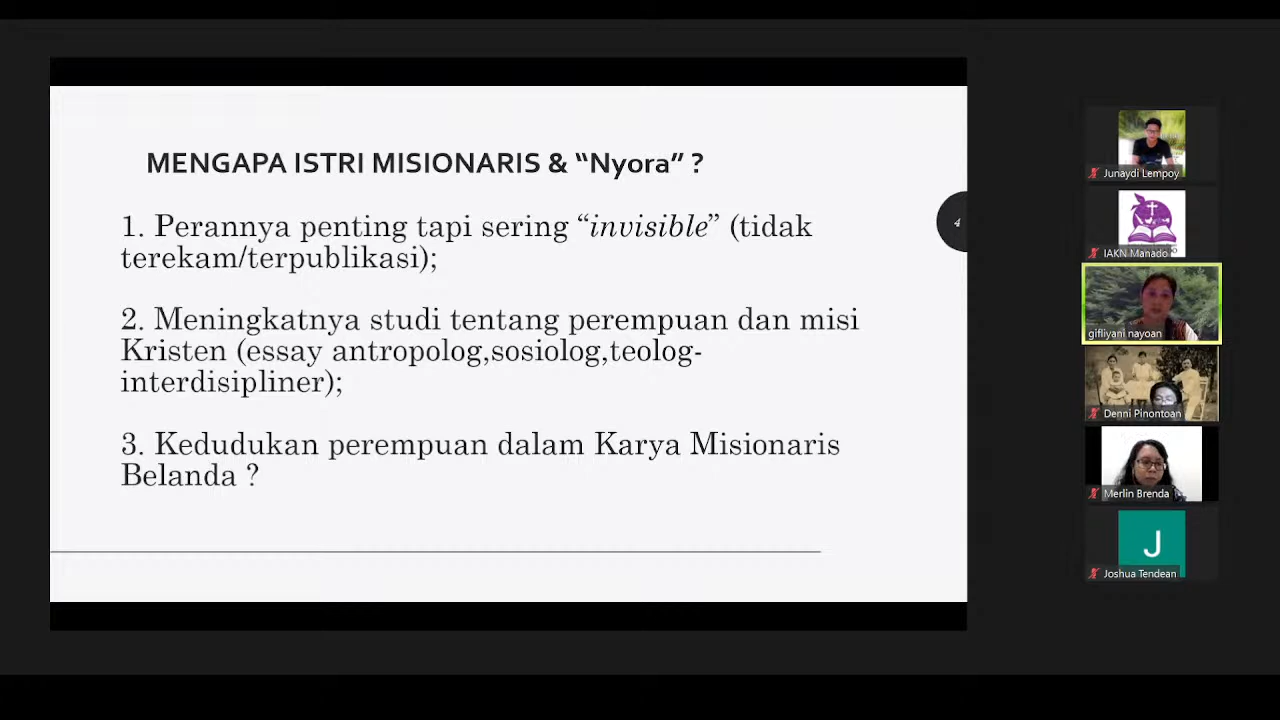 MENGAPA ISTRI MISIONARIS & “Nyora” ?
4
1. Perannya penting tapi sering “invisible” (tidak
terekam/terpublikasi);
2. Meningkatnya studi tentang perempuan dan misi
Kristen (essay antropolog,sosiolog,teolog-
interdisipliner);
3. Kedudukan perempuan dalam Karya Misionaris
Belanda ?
Junaydi Lempoy
IAKN Manado
gifliyani nayoan
Denni Pinontoan
Merlin Brenda
J
Joshua Tendean